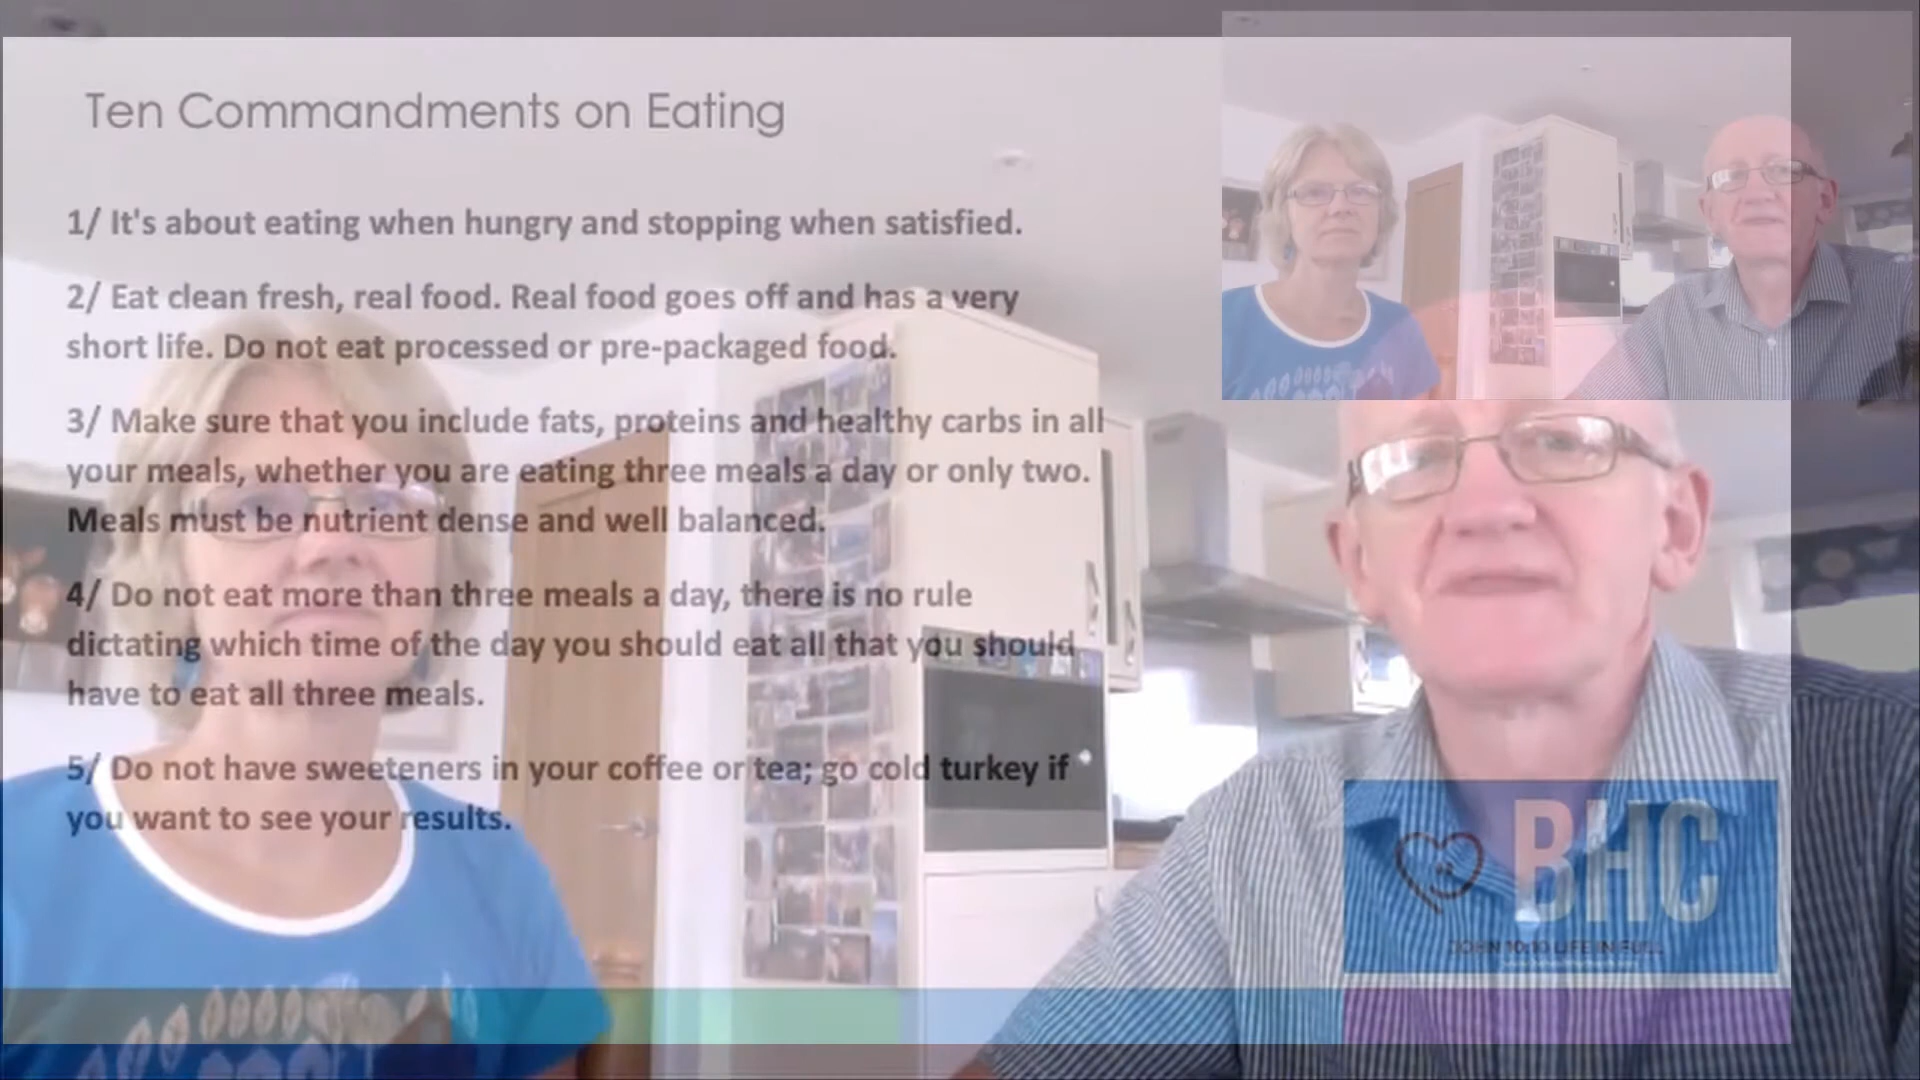 Ten Commandments on Eating
1/ It's about eating when hungry and stopping when satisfied.
2/ Eat clean fresh, real food. Real food goes off and has a very
short life. Do not eat processed or pre-packaged food.
3/ Make sure that you include fats, proteins and healthy carbs in all
your meals, whether you are eating three meals a day or only two.
Meals must be nutrient dense and well balanced.
4/ Do not eat more than three meals a day, there is no rule
dictating which time of the day you should eat all that you should
have to eat all three meals.
5/ Do not have sweeteners in your coffee or tea; go cold turkey if
you want to see your results.
BHC
JOHN 10:10 LIFE IN FULL